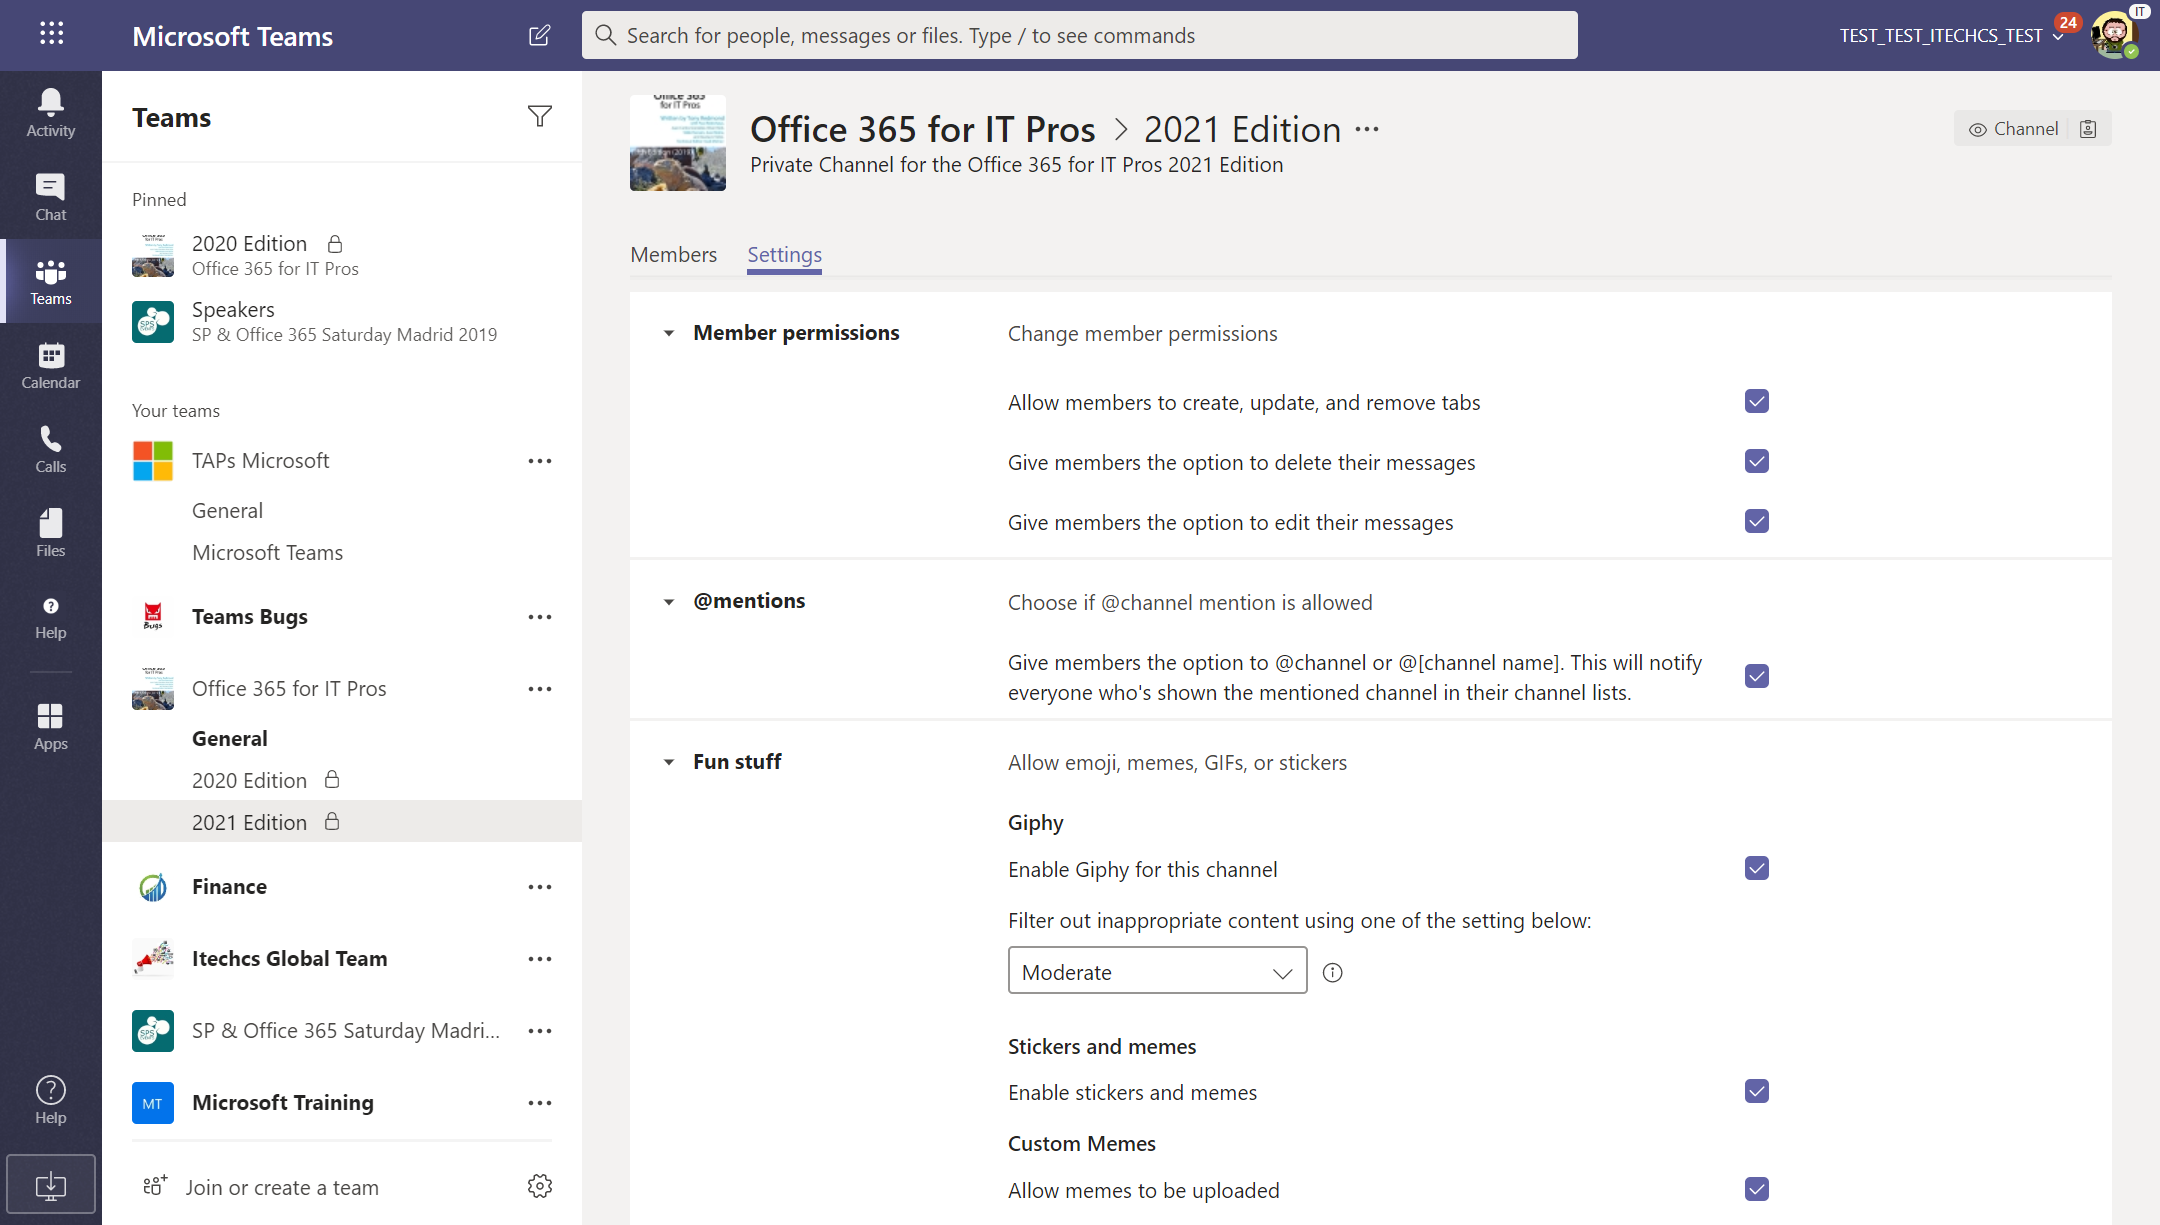 Microsoft Teams
Search for people, messages or files. Type / to see commands
TEST_TEST_ITECHCS_TEST
24
IT
Activity
Chat
Teams
Calendar
Calls
Files
Help
Apps
Help
Teams
Pinned
2020 Edition
Office 365 for IT Pros
Speakers
SP & Office 365 Saturday Madrid 2019
Your teams
TAPs Microsoft
General
Microsoft Teams
Bugs
Teams Bugs
Office 365 for IT Pros
General
2020 Edition
2021 Edition
Finance
Itechcs Global Team
SPS
SP & Office 365 Saturday Madri...
MT
Microsoft Training
Join or create a team
Office 365
for IT Pros
Office 365 for IT Pros > 2021 Edition ...
Private Channel for the Office 365 for IT Pros 2021 Edition
Channel
Members
Settings
Member permissions
Change member permissions
Allow members to create, update, and remove tabs
Give members the option to delete their messages
Give members the option to edit their messages
@mentions
Choose if @channel mention is allowed
Give members the option to @channel or @[channel name]. This will notify
everyone who's shown the mentioned channel in their channel lists.
Fun stuff
Allow emoji, memes, GIFs, or stickers
Giphy
Enable Giphy for this channel
Filter out inappropriate content using one of the setting below:
Moderate
Stickers and memes
Enable stickers and memes
Custom Memes
Allow memes to be uploaded